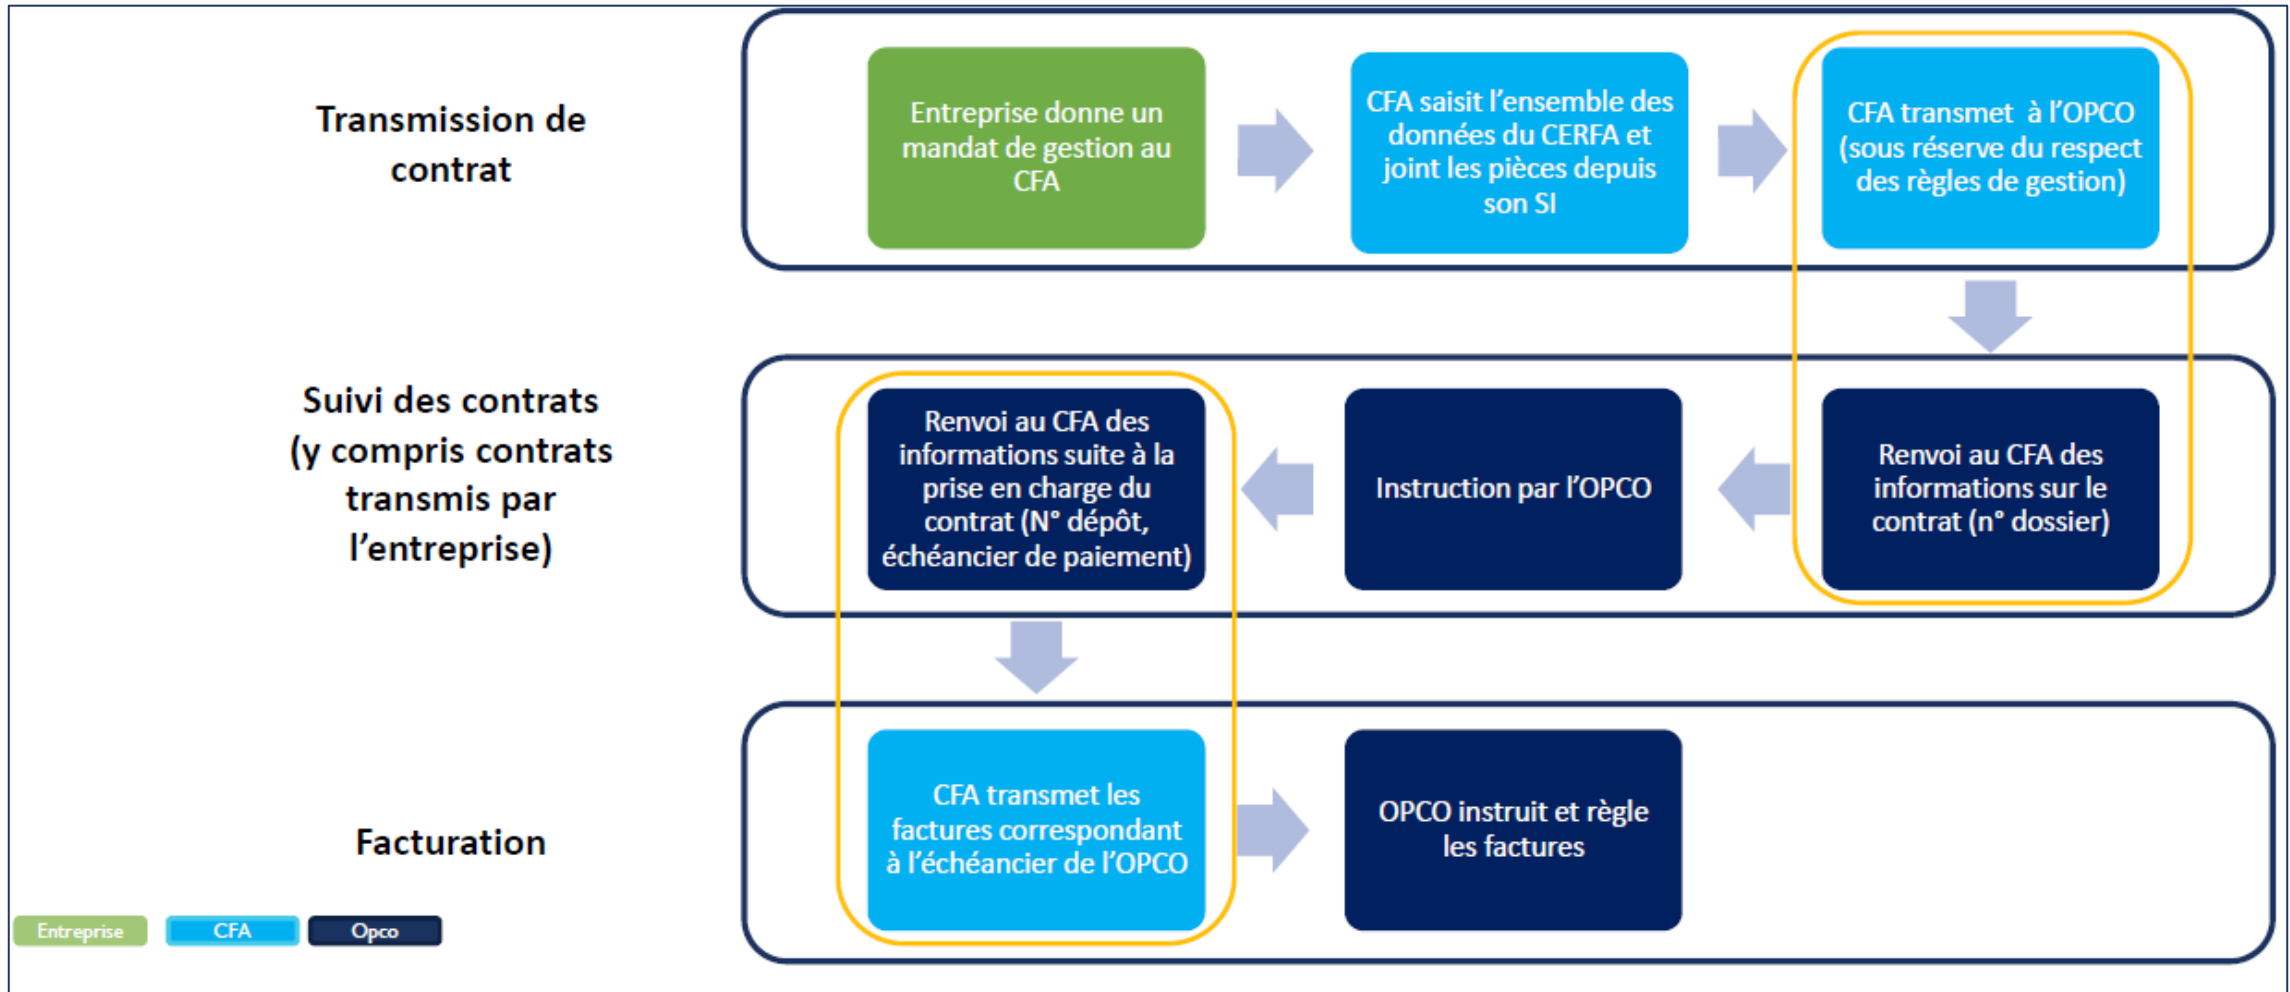 Transmission de
contrat
Entreprise donne un
mandat de gestion au
CFA
CFA saisit l'ensemble des
données du CERFA et
joint les pièces depuis
son SI
CFA transmet à l'OPCO
(sous réserve du respect
des règles de gestion)
Suivi des contrats
(y compris contrats
transmis par
l'entreprise)
Renvoi au CFA des
informations suite à la
prise en charge du
contrat (N° dépôt,
échéancier de paiement)
Instruction par l'OPCO
Renvoi au CFA des
informations sur le
contrat (n° dossier)
Facturation
CFA transmet les
factures correspondant
à l'échéancier de l'OPCO
OPCO instruit et règle
les factures
Entreprise
CFA
Opco